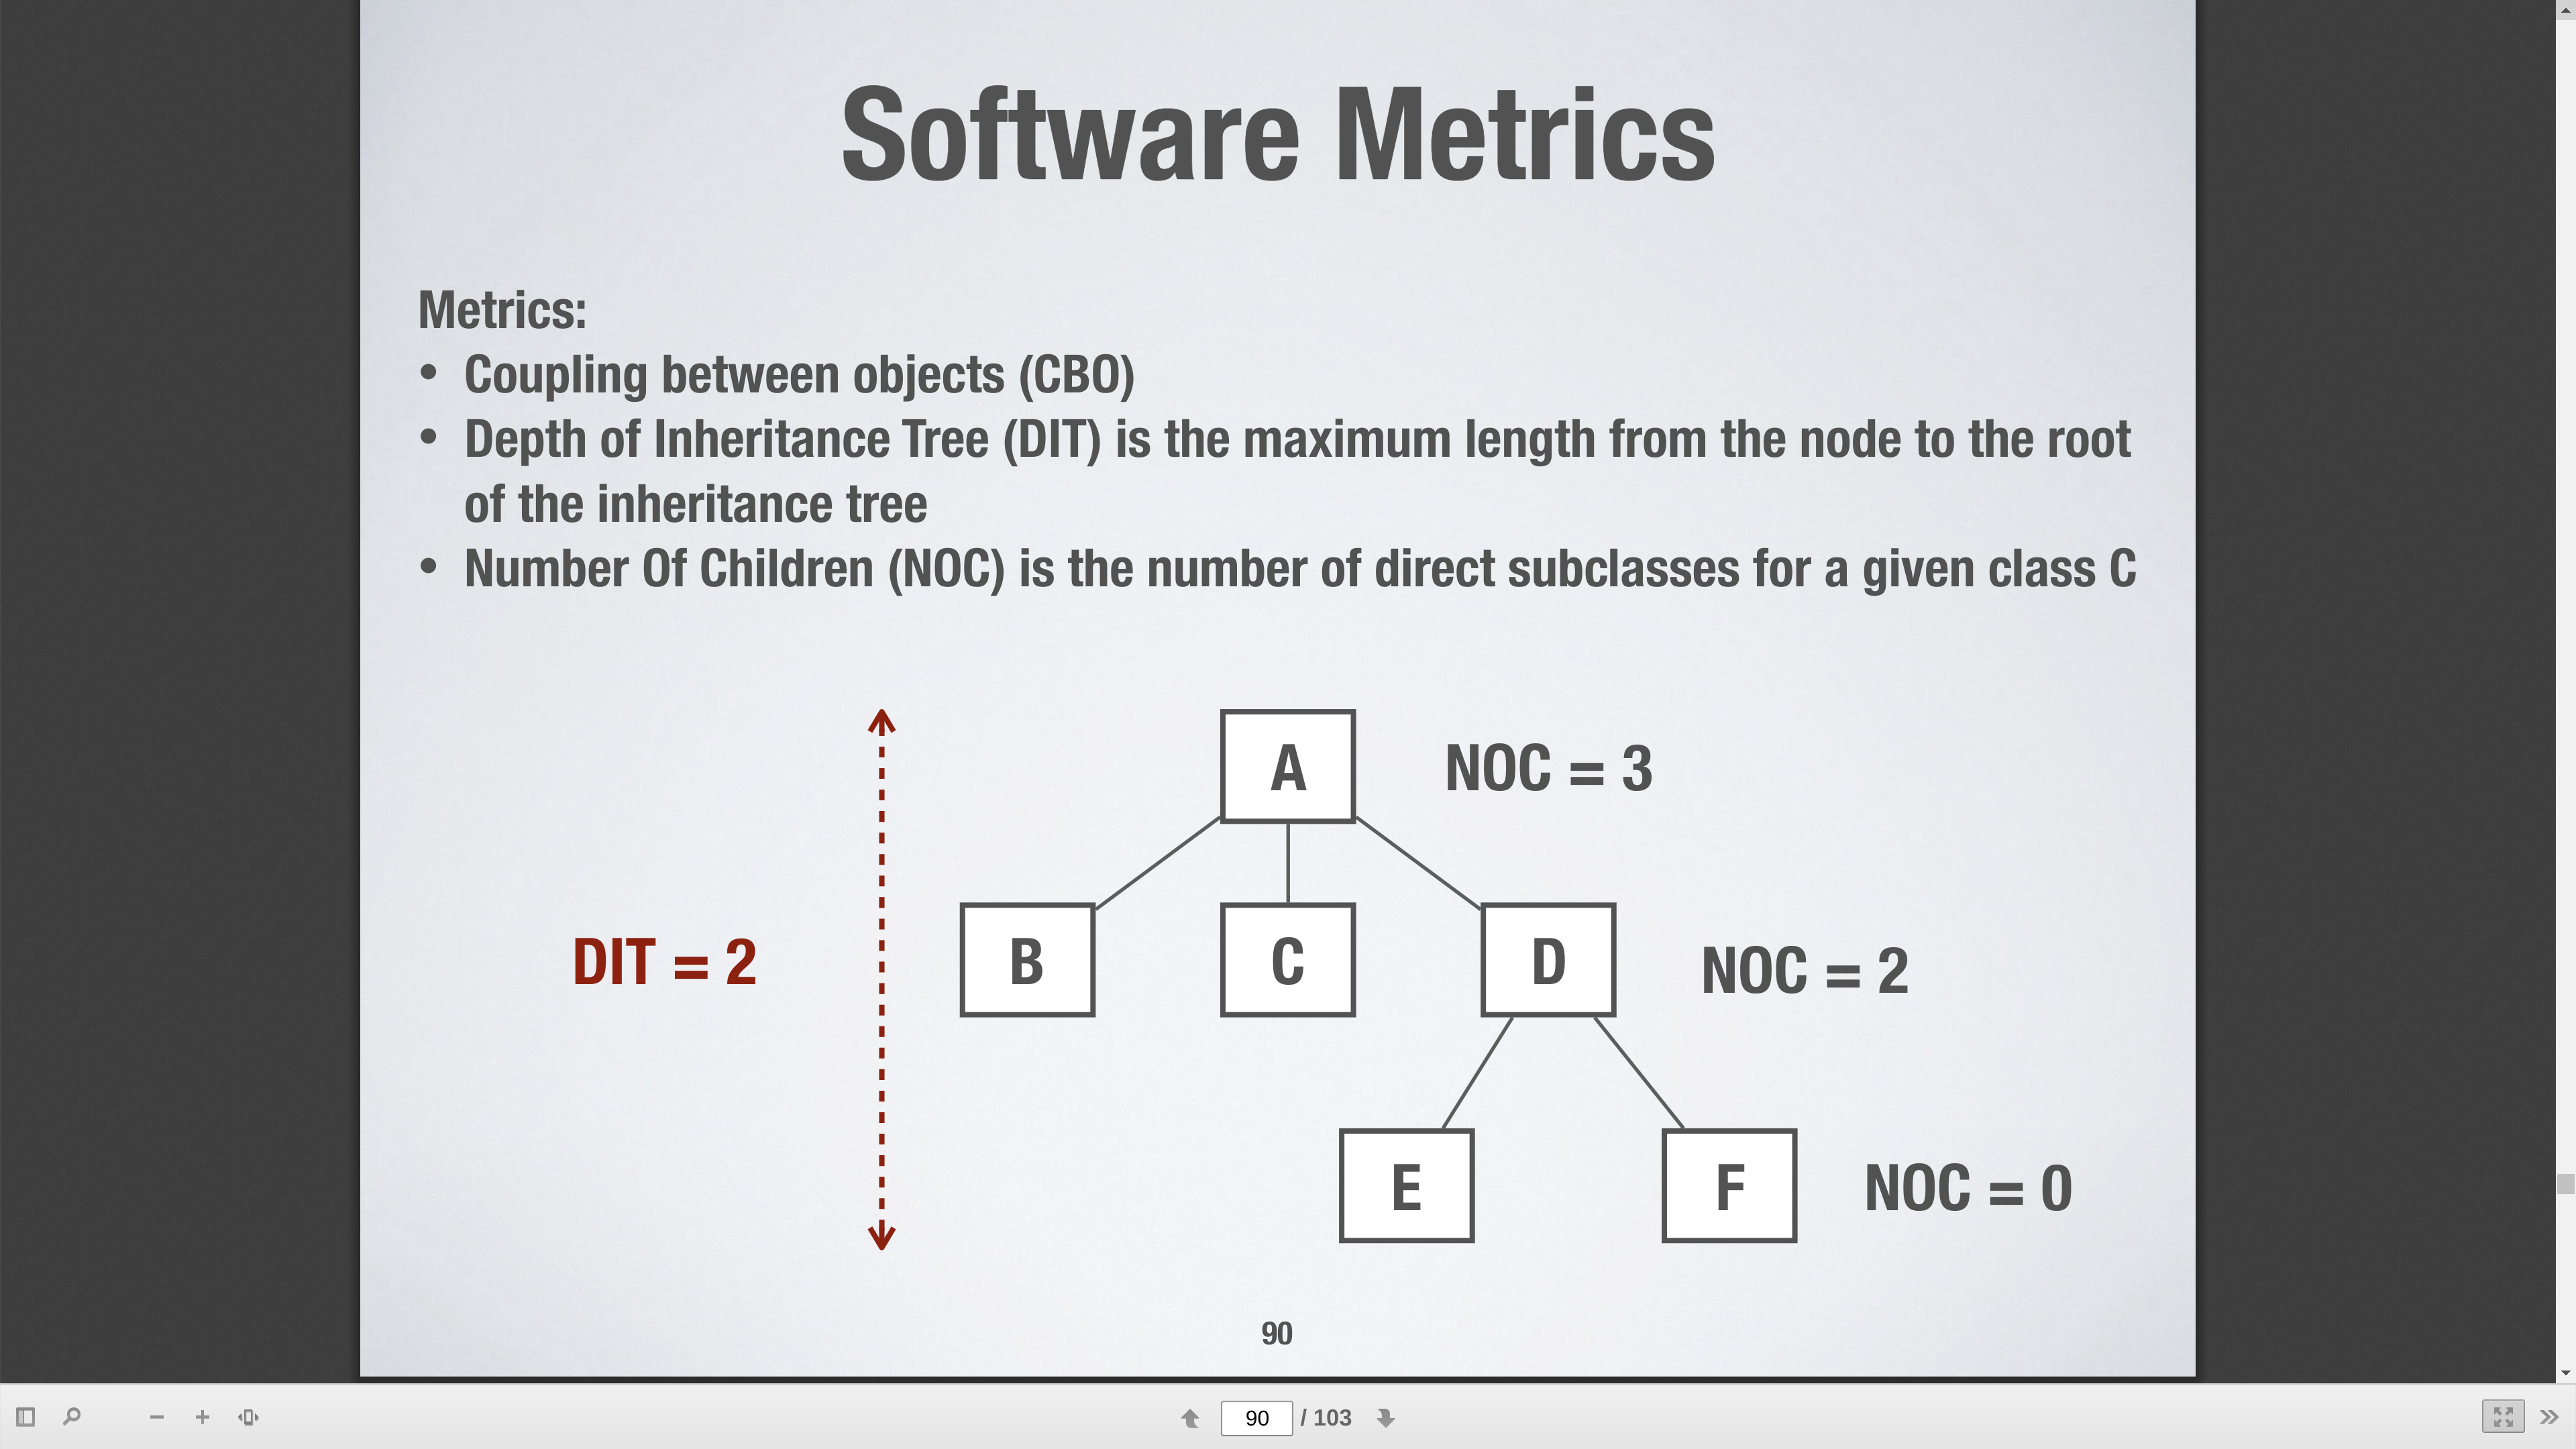 Software Metrics
Metrics:
• Coupling between objects (CBO)
• Depth of Inheritance Tree (DIT) is the maximum length from the node to the root
of the inheritance tree
• Number Of Children (NOC) is the number of direct subclasses for a given class C
A NOC = 3
DIT = 2 B C D NOC = 2
E F NOC = 0
90
90 / 103